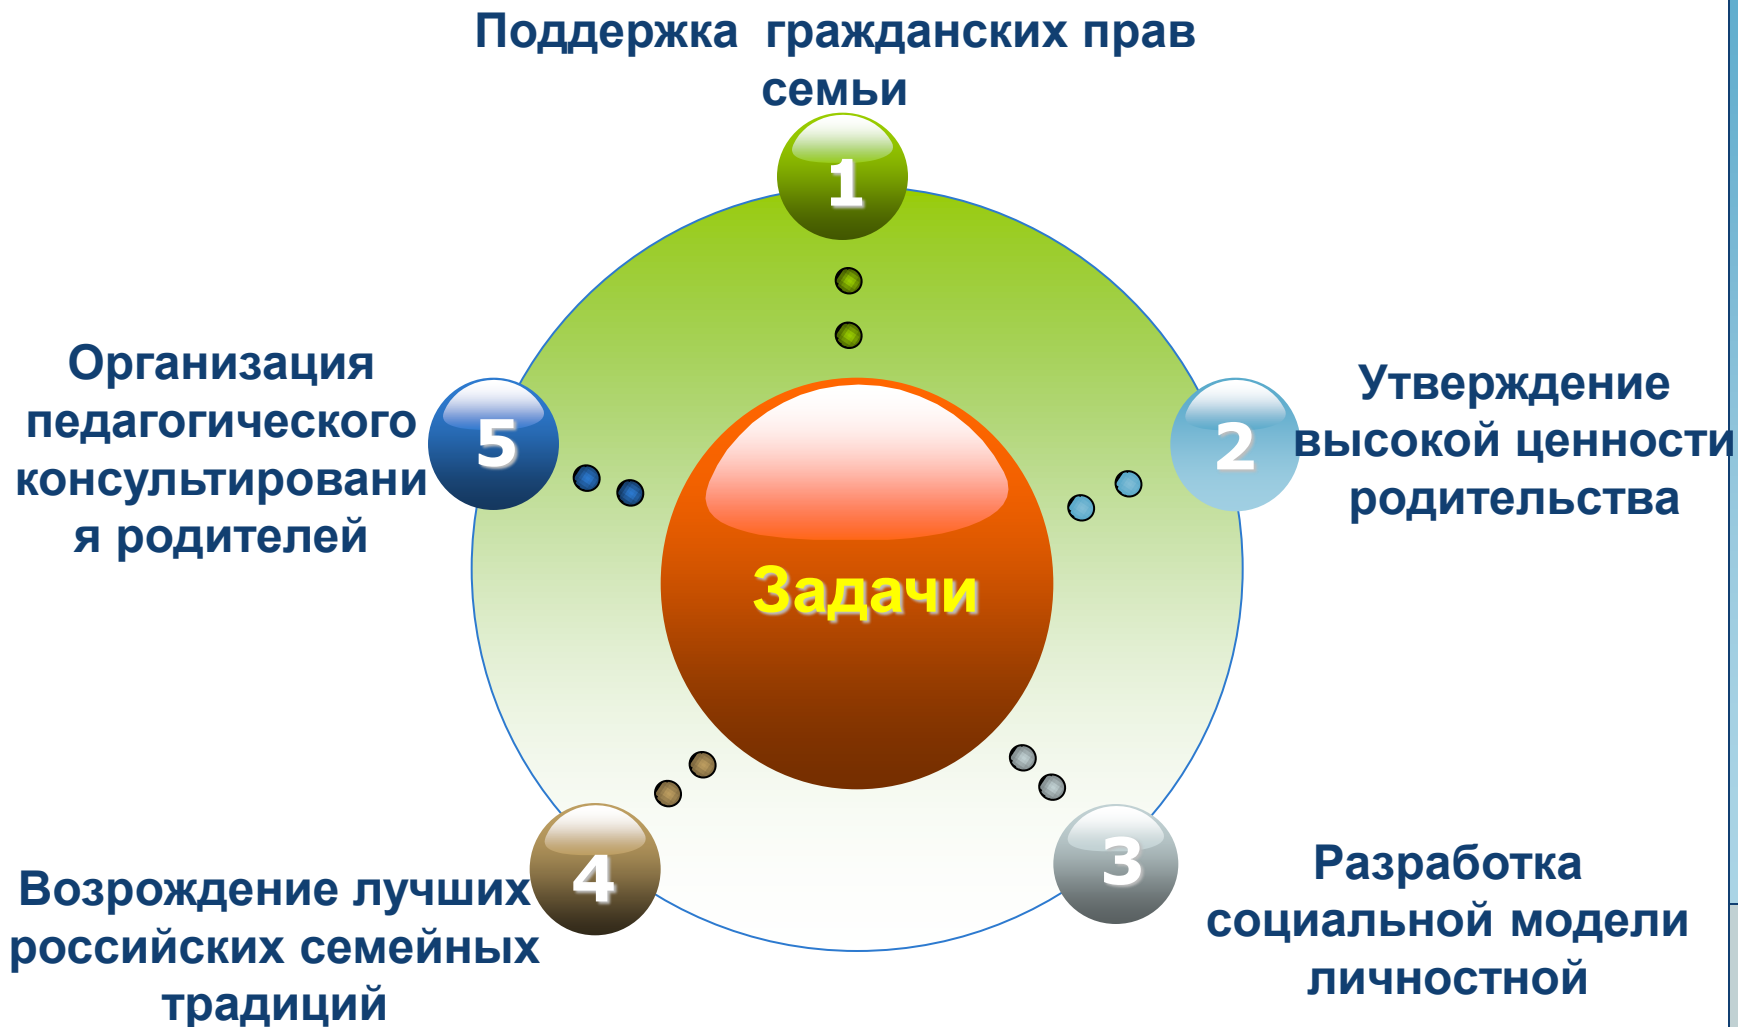 Поддержка гражданских прав
семьи
1
Организация
педагогического
консультировани
я родителей
5
2
Утверждение
высокой ценности
родительства
Задачи
4
Возрождение лучших
российских семейных
традиций
3
Разработка
социальной модели
личностной